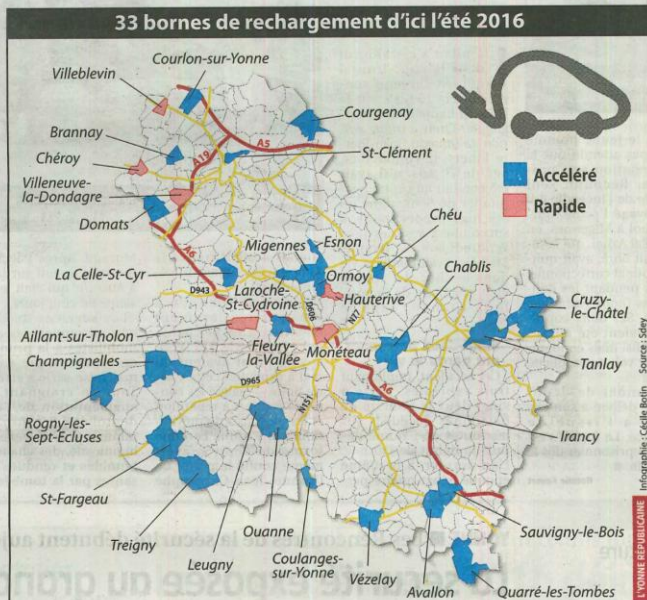 33 bornes de rechargement d'ici l'été 2016
Courlon-sur-Yonne
Villeblevin
Courgenay
Brannay
A5
A19
St-Clément
Chéroy
Villeneuve-
la-Dondagre
Domats
Accéléré
Rapide
A6
Esnon
Chéu
Migennes
La Celle-St-Cyr
Ormoy
Chablis
D943
Laroche-
St-Cydroine
D606
Hauterive
N77
Cruzy-
le-Châtel
Aillant-sur-Tholon
Fleury-
la-Vallée
Monéteau
Tanlay
Champignelles
D965
A6
N151
Rogny-les-
Sept-Ecluses
Irancy
St-Fargeau
Treigny
Leugny
Ouanne
Coulanges-
sur-Yonne
Vézelay
Avallon
Sauvigny-le-Bois
Quarré-les-Tombes
Infographie : Cécile Botin Source : Sdey
L'YONNE RÉPUBLICAINE